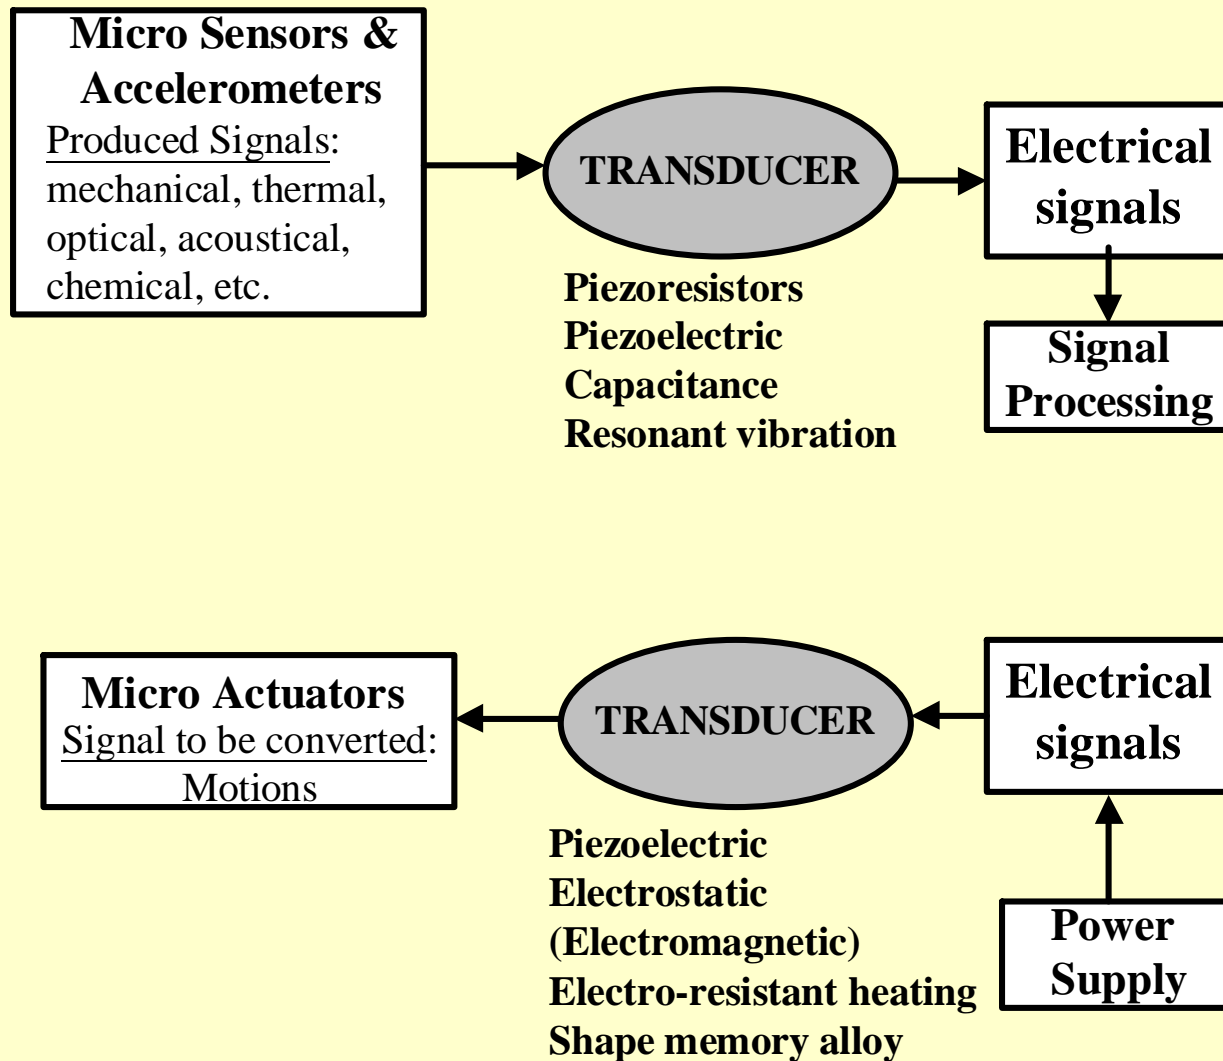 Micro Sensors &
Accelerometers
Produced Signals:
mechanical, thermal,
optical, acoustical,
chemical, etc.
TRANSDUCER
Piezoresistors
Piezoelectric
Capacitance
Resonant vibration
Electrical
signals
Signal
Processing
Micro Actuators
Signal to be converted:
Motions
TRANSDUCER
Piezoelectric
Electrostatic
(Electromagnetic)
Electro-resistant heating
Shape memory alloy
Electrical
signals
Power
Supply